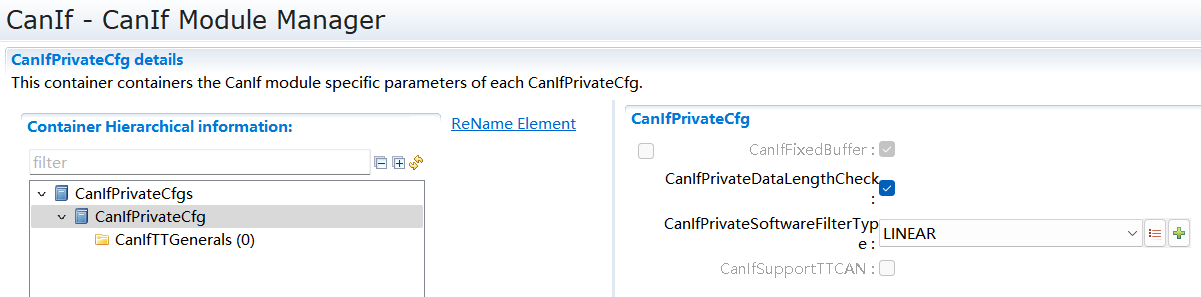 CanIf - CanIf Module Manager
CanIfPrivateCfg details
This container containers the CanIf module specific parameters of each CanIfPrivateCfg.
Container Hierarchical information:
ReName Element
filter
CanIfPrivateCfgs
CanIfPrivateCfg
CanIfTTGenerals (0)
CanIfPrivateCfg
CanIfFixedBuffer :
CanIfPrivateDataLengthCheck
:
CanIfPrivateSoftwareFilterTyp
e :
LINEAR
CanIfSupportTTCAN :